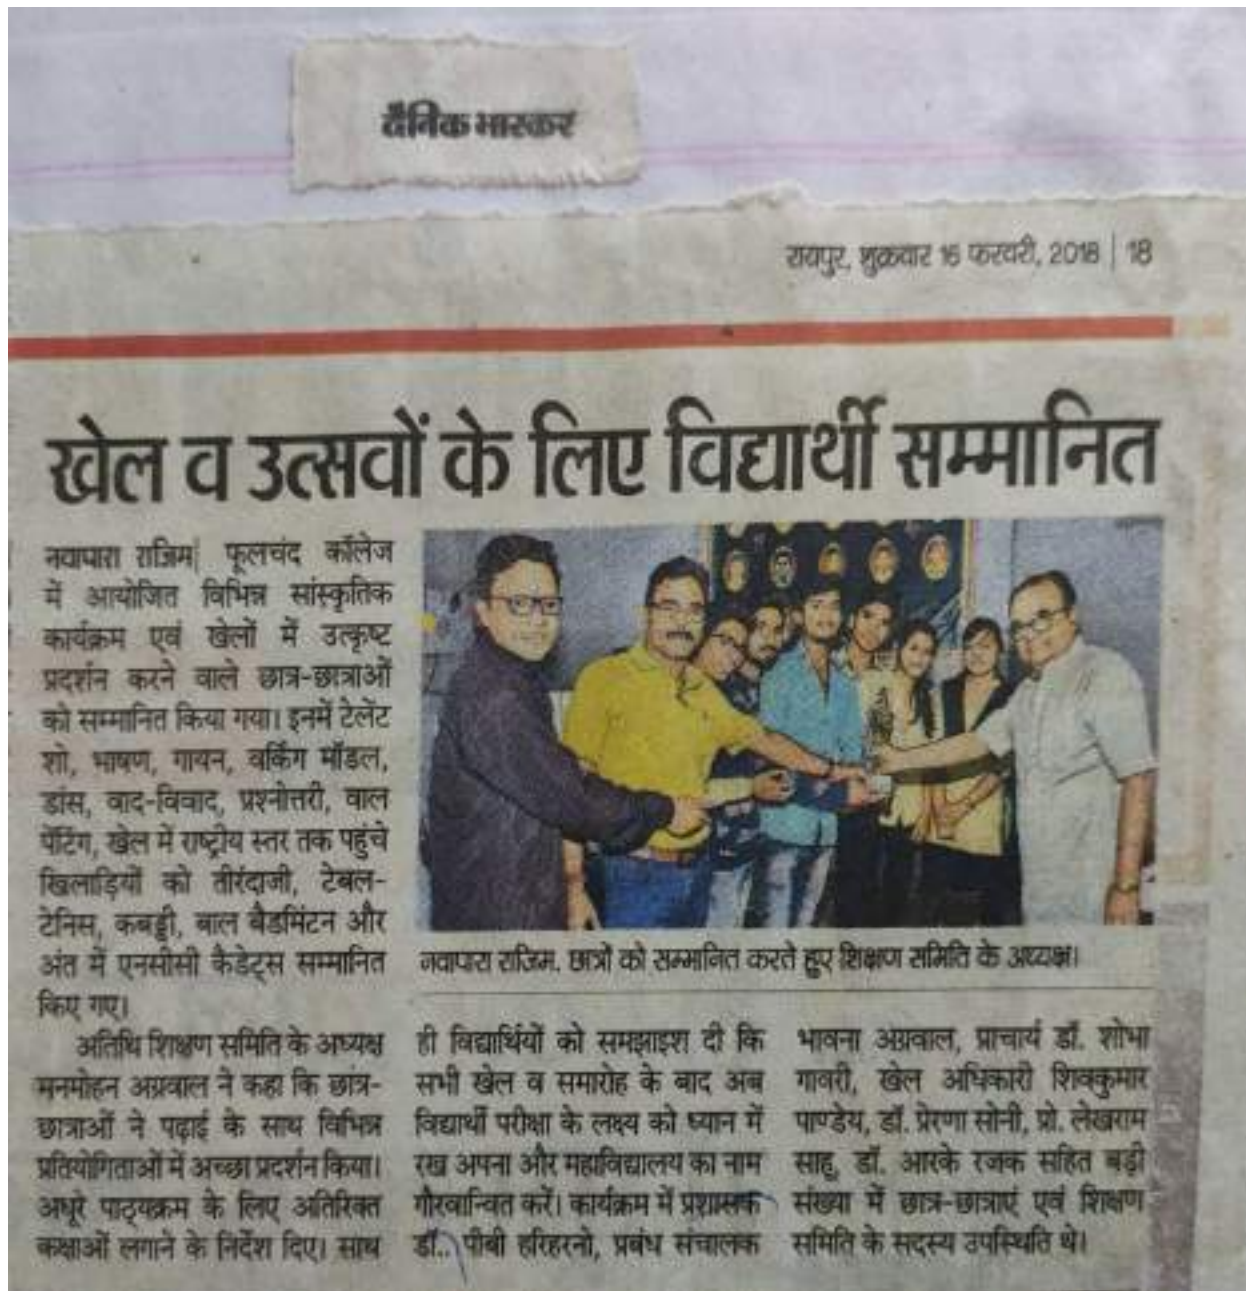 दैनिक भास्कर
रायपुर, शुक्रवार 16 फरवरी, 2018 | 18
खेल व उत्सवों के लिए विद्यार्थी सम्मानित
नवापारा राजिम| फूलचंद कॉलेज
में आयोजित विभिन्न सांस्कृतिक
कार्यक्रम एवं खेलों में उत्कृष्ट
प्रदर्शन करने वाले छात्र-छात्राओं
को सम्मानित किया गया। इनमें टेलेंट
शो, भाषण, गायन, वर्किंग मॉडल,
डांस, वाद-विवाद, प्रश्नोत्तरी, वाल
पेंटिंग, खेल में राष्ट्रीय स्तर तक पहुंचे
खिलाड़ियों को तीरंदाजी, टेबल-
टेनिस, कबड्डी, बाल बैडमिंटन और
अंत में एनसीसी कैडेट्स सम्मानित
किए गए।
अतिथि शिक्षण समिति के अध्यक्ष
मनमोहन अग्रवाल ने कहा कि छात्र-
छात्राओं ने पढ़ाई के साथ विभिन्न
प्रतियोगिताओं में अच्छा प्रदर्शन किया।
अधूरे पाठ्यक्रम के लिए अतिरिक्त
कक्षाओं लगाने के निर्देश दिए। साथ
नवापारा राजिम. छात्रों को सम्मानित करते हुए शिक्षण समिति के अध्यक्ष।
ही विद्यार्थियों को समझाइश दी कि
सभी खेल व समारोह के बाद अब
विद्यार्थी परीक्षा के लक्ष्य को ध्यान में
रख अपना और महाविद्यालय का नाम
गौरवान्वित करें। कार्यक्रम में प्रशासक
डॉ. पीबी हरिहरनो, प्रबंध संचालक
भावना अग्रवाल, प्राचार्य डॉ. शोभा
गावरी, खेल अधिकारी शिवकुमार
पाण्डेय, डॉ. प्रेरणा सोनी, प्रो. लेखराम
साहू, डॉ. आरके रजक सहित बड़ी
संख्या में छात्र-छात्राएं एवं शिक्षण
समिति के सदस्य उपस्थिति थे।